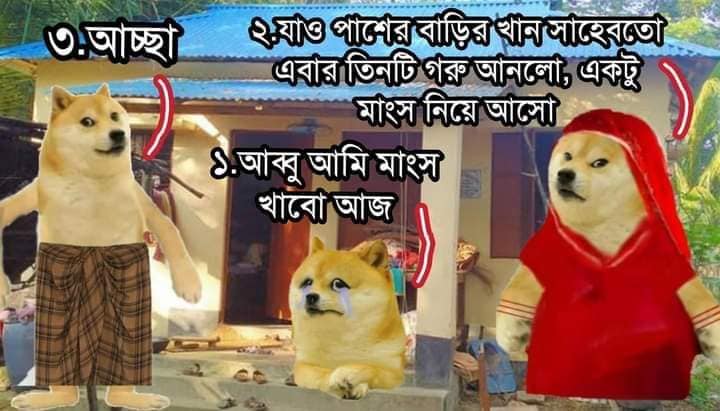 ৩.আচ্ছা
২.যাও পাশের বাড়ির খান সাহেবতো
এবার তিনটি গরু আনলো, একটু
মাংস নিয়ে আসো
১.আব্বু আমি মাংস
খাবো আজ